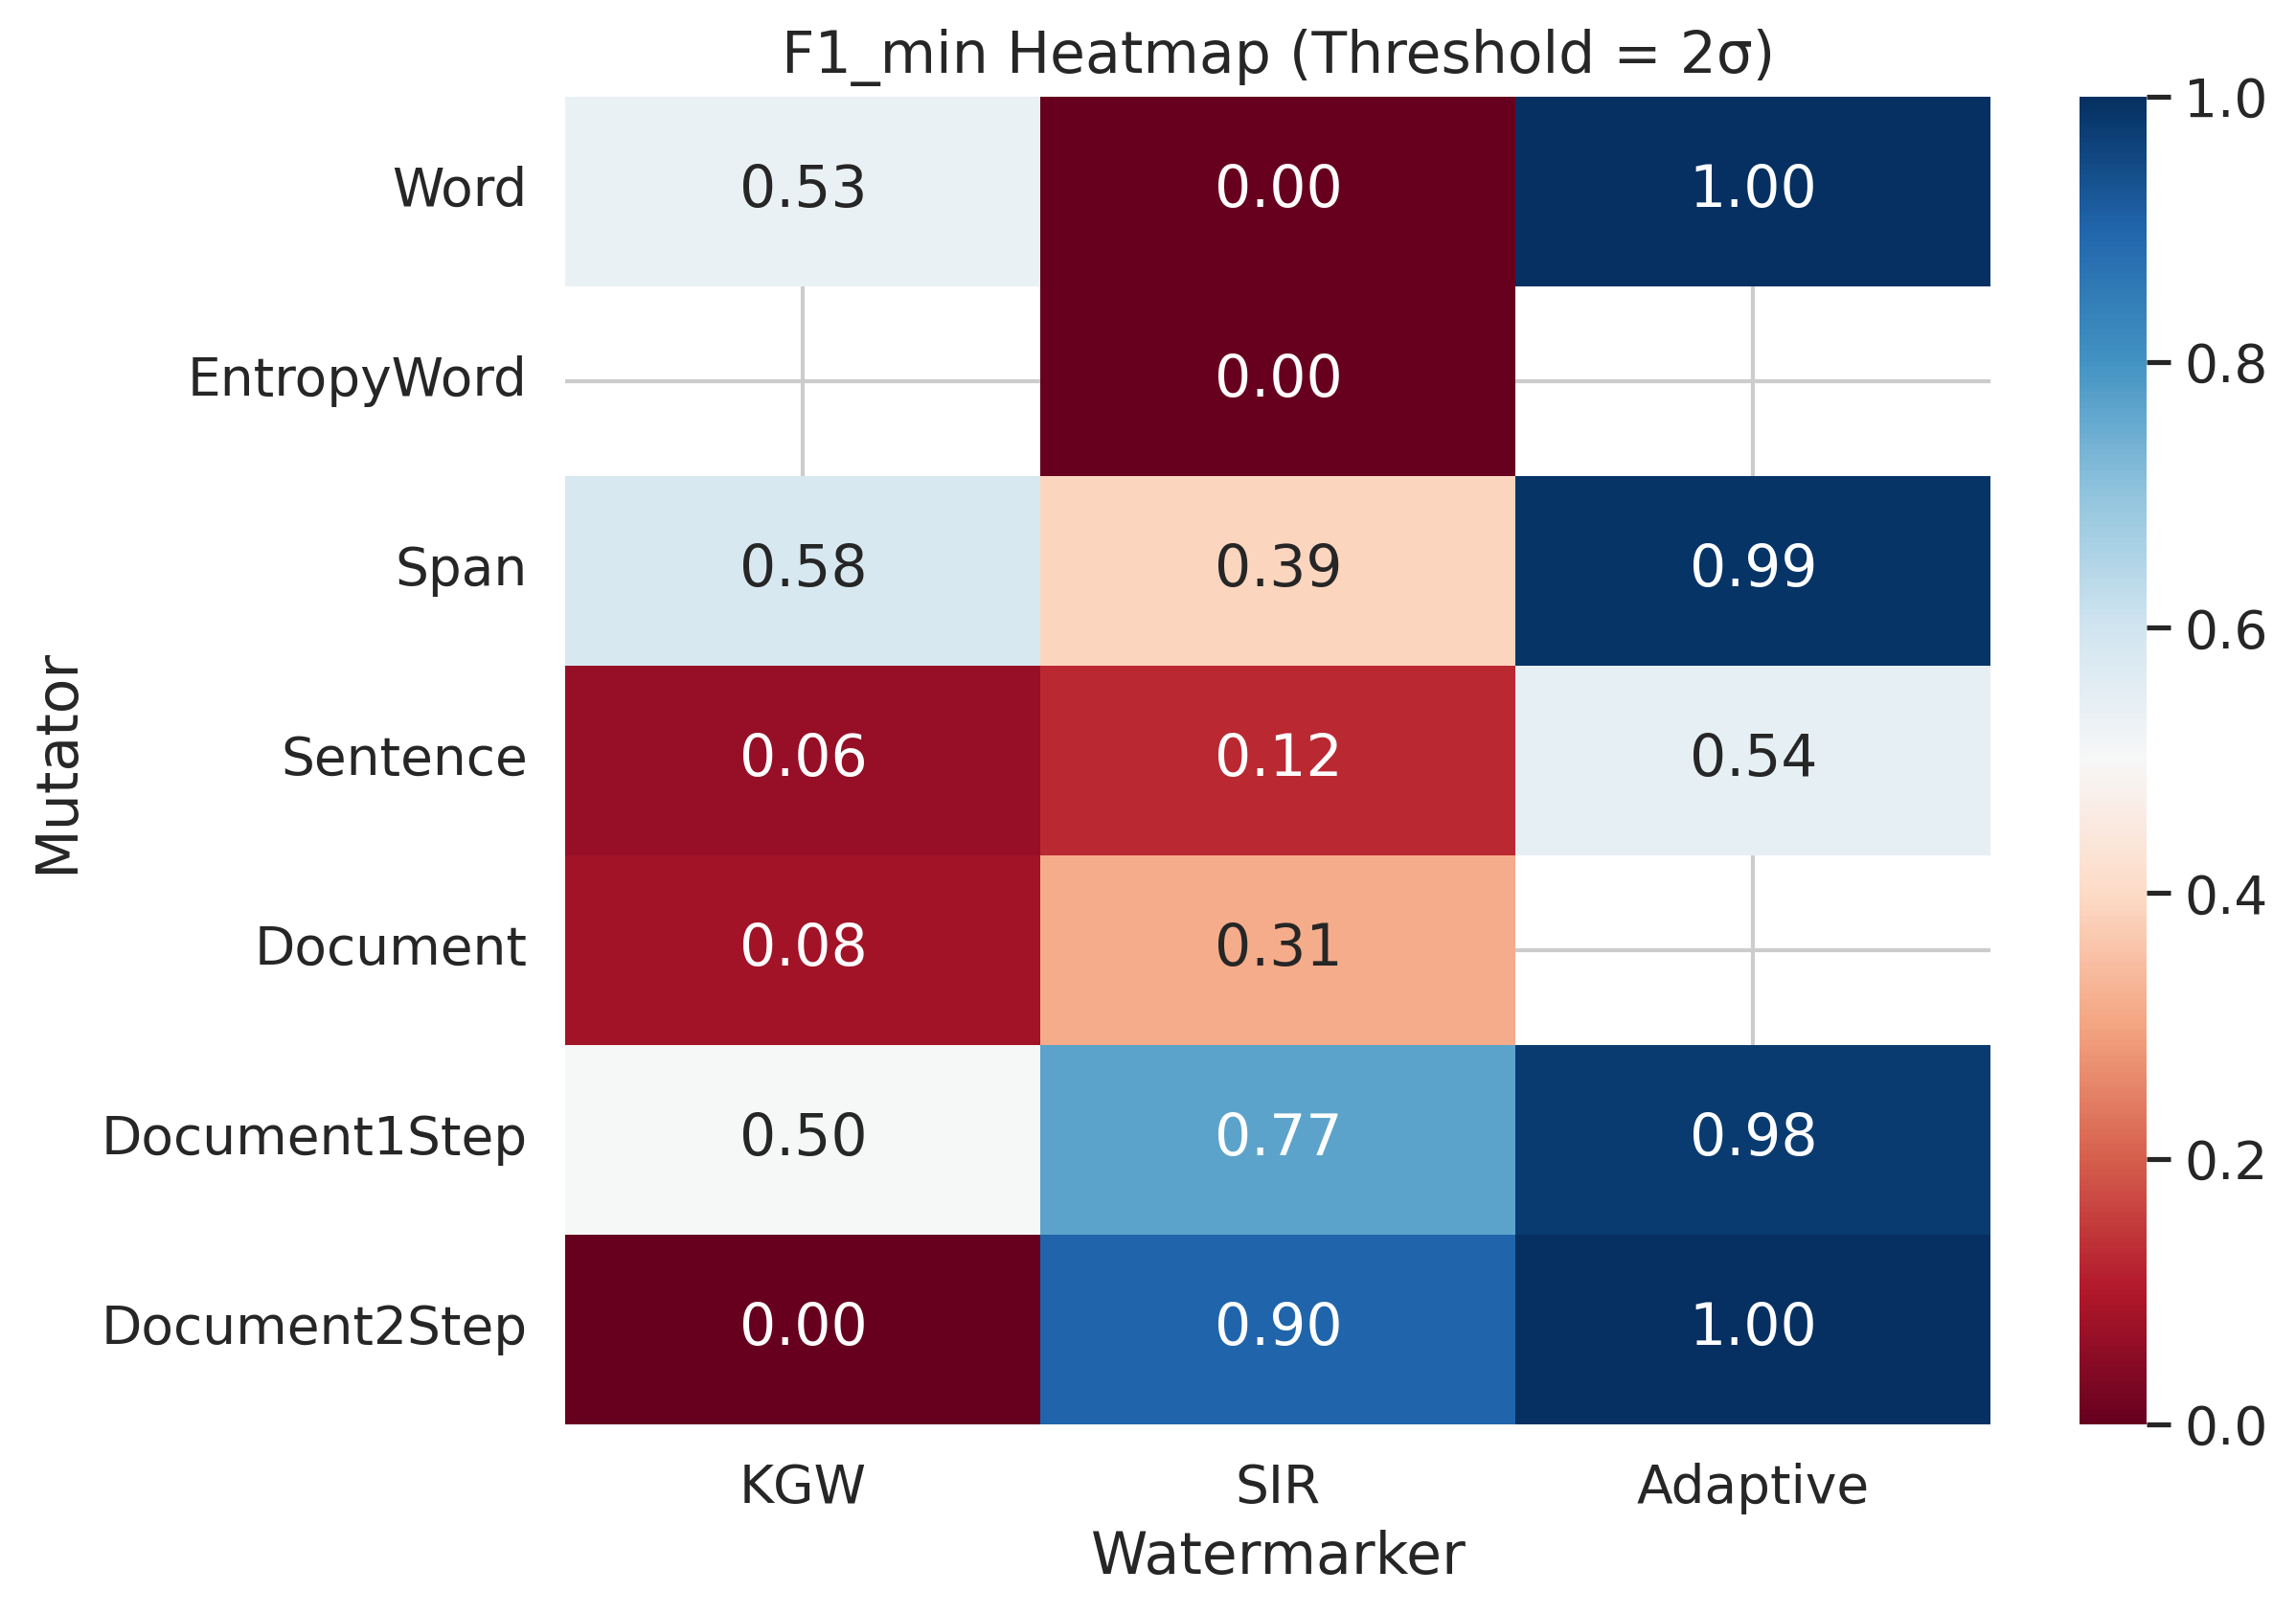 F1_min Heatmap (Threshold = 2σ)
Word 0.53 0.00 1.00
EntropyWord 0.00
Span 0.58 0.39 0.99
Sentence 0.06 0.12 0.54
Document 0.08 0.31
Document1Step 0.50 0.77 0.98
Document2Step 0.00 0.90 1.00
KGW SIR Adaptive
Watermarker
Mutator
1.0
0.8
0.6
0.4
0.2
0.0